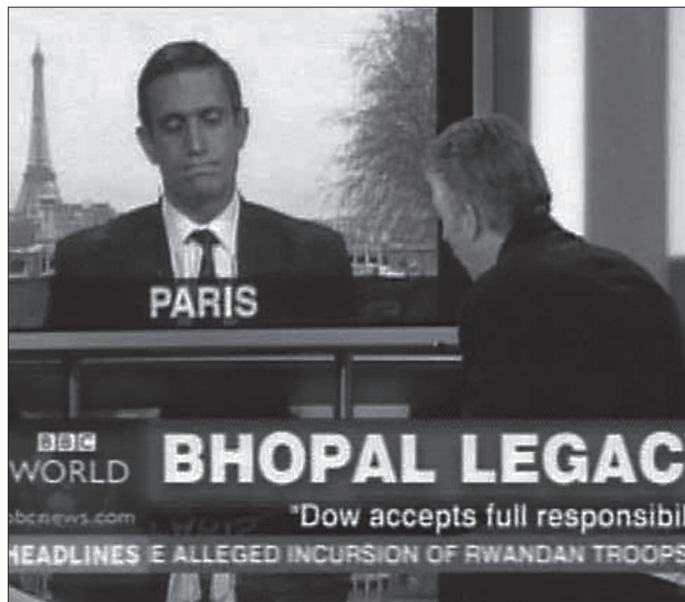 PARIS
BBC
WORLD
BHOPAL LEGAC
bbcnews.com
"Dow accepts full responsibil
HEADLINES E ALLEGED INCURSION OF RWANDAN TROOPS